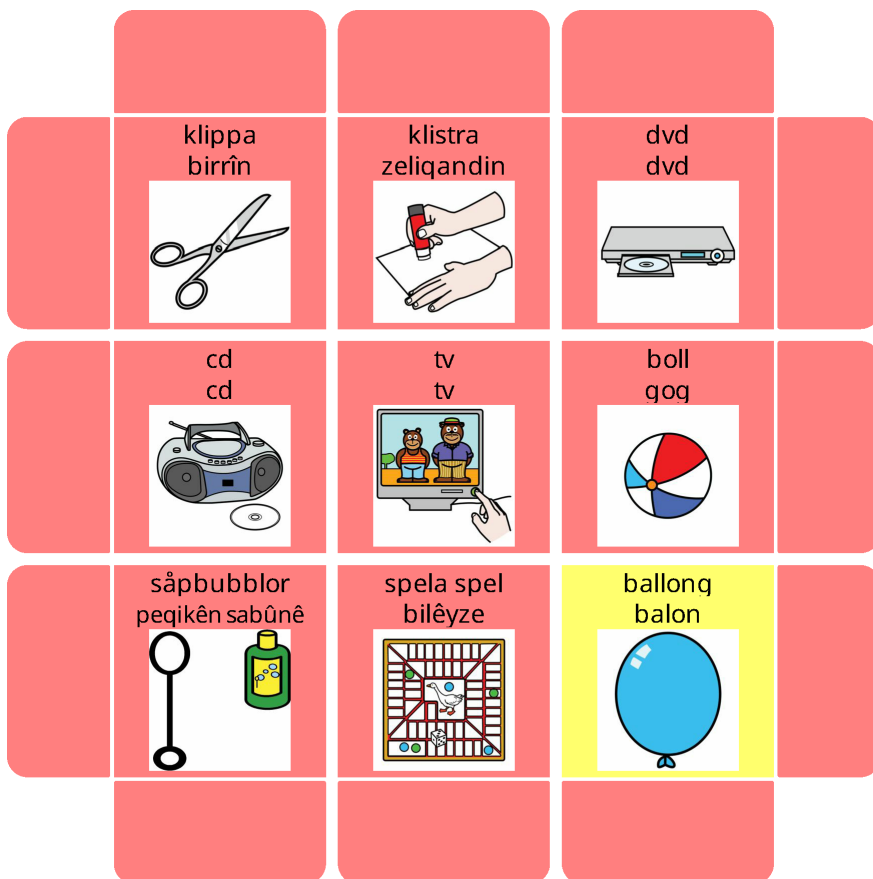 klippa
birrîn
klistra
zeliqandin
dvd
dvd
cd
cd
tv
tv
boll
gog
såpbubblor
peqikên sabûnê
spela spel
bilêyze
ballong
balon